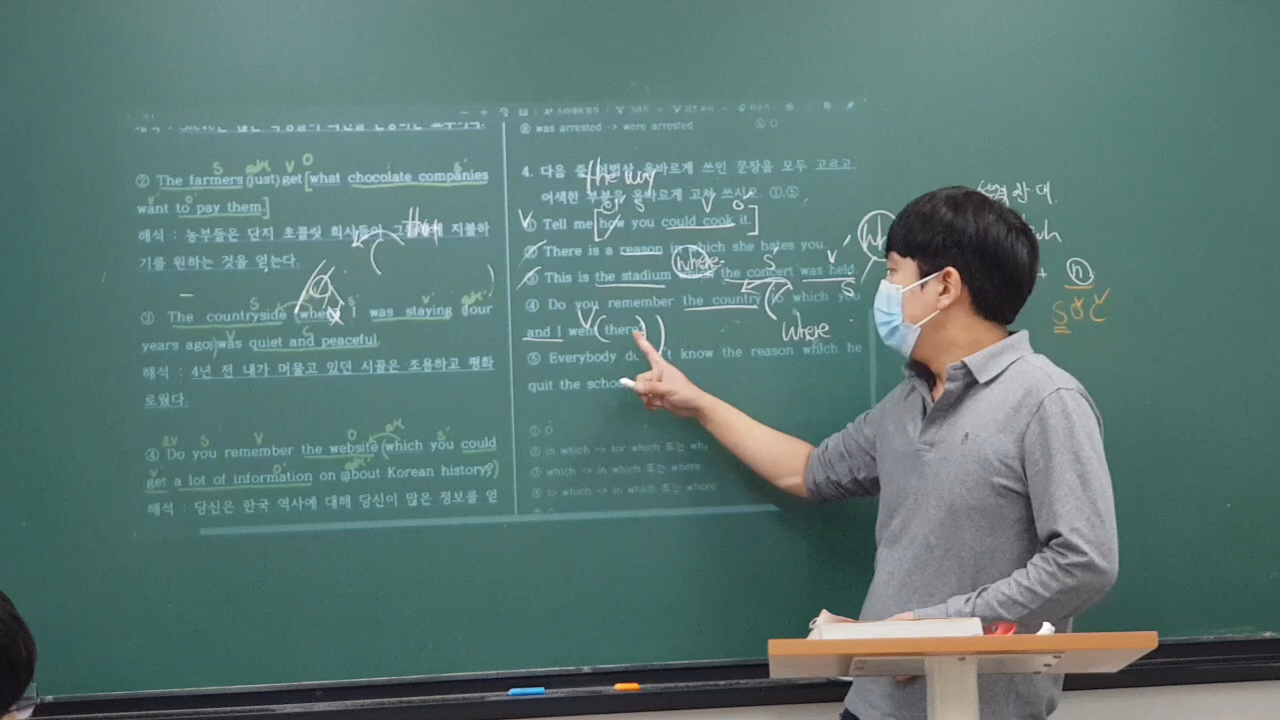 ② The farmers (just) get [what chocolate companies
want to pay them]
해석 : 농부들은 단지 초콜릿 회사들이 지불하
기를 원하는 것을 얻는다.
③ The countryside where I was staying four
years ago was quiet and peaceful.
해석 : 4년 전 내가 머물고 있던 시골은 조용하고 평화
로웠다.
④ Do you remember the website (which you could
get a lot of information on about Korean history?)
해석 : 당신은 한국 역사에 대해 당신이 많은 정보를 얻
④ was arrested -> were arrested
⑤ O
4. 다음 중 어법상 올바르게 쓰인 문장을 모두 고르고
어색한 부분을 올바르게 고쳐 쓰시오. ①,⑤
the way
① Tell me [how you could cook it.]
② There is a reason in which she hates you.
③ This is the stadium which the concert was held.
where
④ Do you remember the country to which you
and I went (there)
where
⑤ Everybody know the reason which he
quit the
① O
② in which -> for which 또는
③ which -> in which 또는 where
④ to which -> in which 또는 where